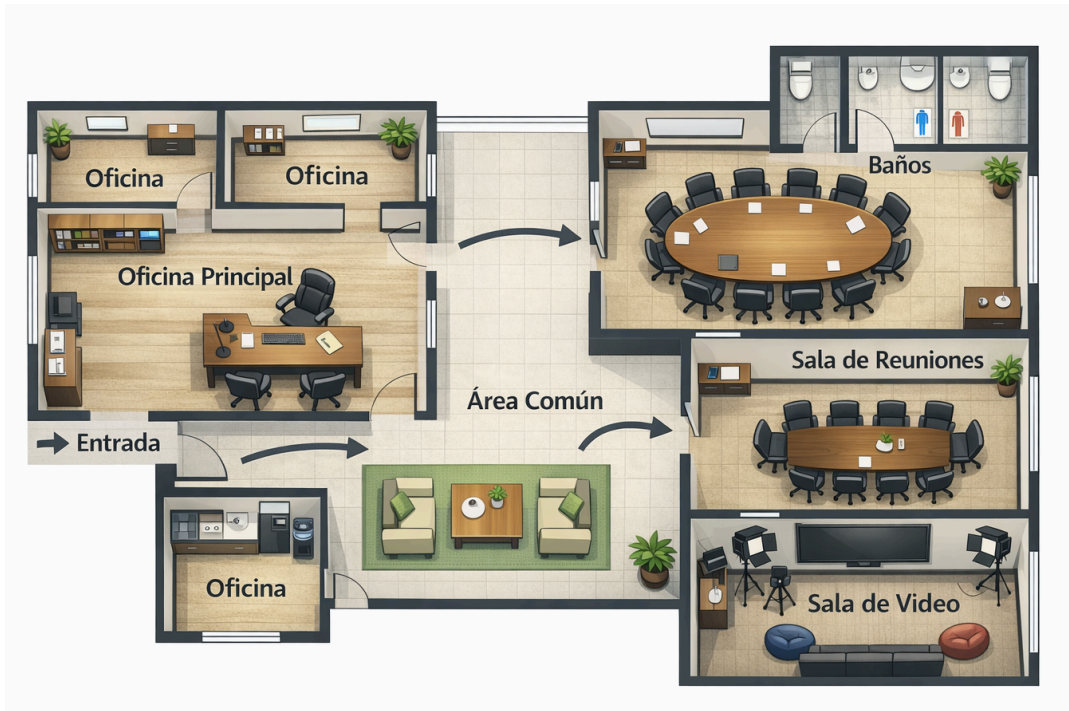 Oficina
Oficina
Baños
Oficina Principal
Sala de Reuniones
Área Común
Entrada
Oficina
Sala de Video